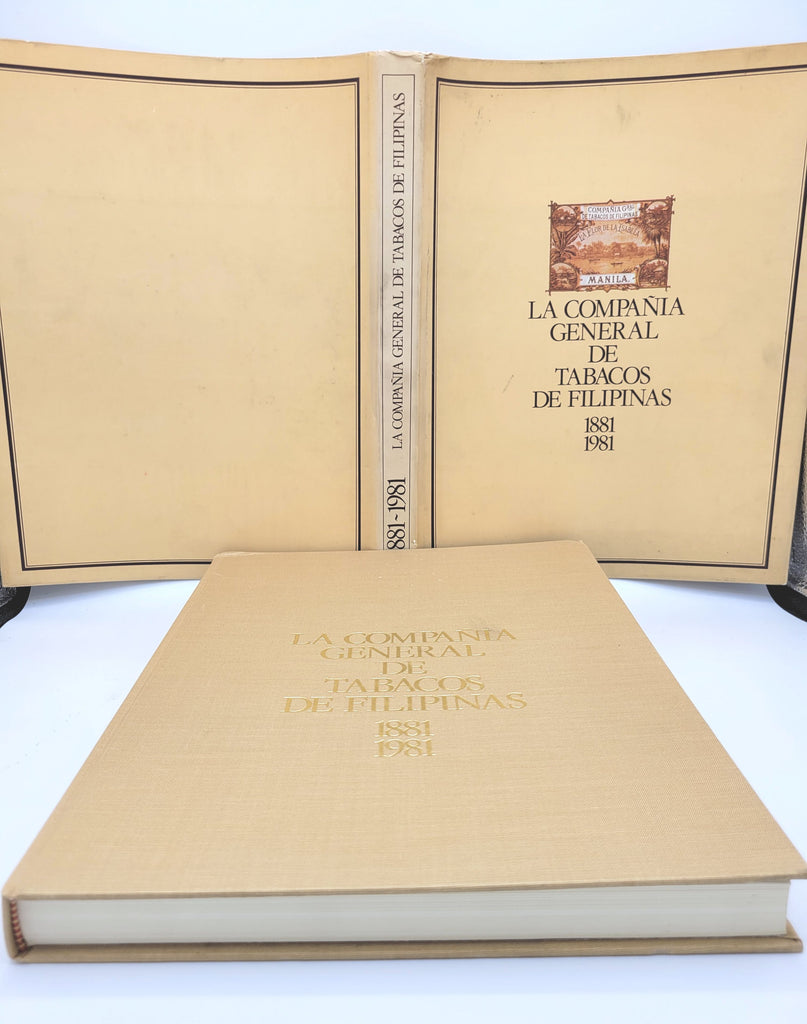 LA COMPAÑIA GENERAL DE TABACOS DE FILIPINAS
881-1981
COMPAÑIA GRAL
DE TABACOS DE FILIPINAS
LA FLOR DE LA ISABELA
MANILA.
LA COMPAÑIA
GENERAL
DE
TABACOS
DE FILIPINAS
1881
1981
LA COMPAÑIA
GENERAL
DE
TABACOS
DE FILIPINAS
1881
1981